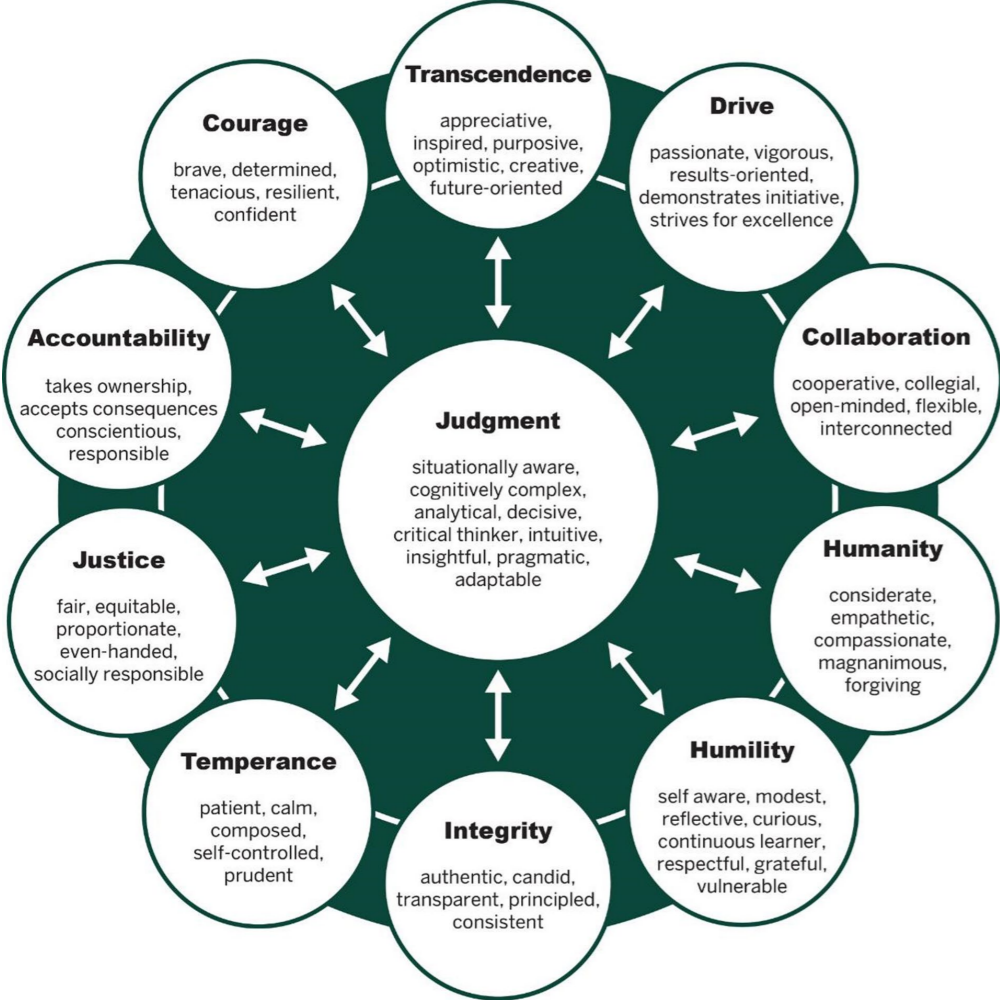 Transcendence
appreciative,
inspired, purposive,
optimistic, creative,
future-oriented
Drive
passionate, vigorous,
results-oriented,
demonstrates initiative,
strives for excellence
Collaboration
cooperative, collegial,
open-minded, flexible,
interconnected
Humanity
considerate,
empathetic,
compassionate,
magnanimous,
forgiving
Humility
self aware, modest,
reflective, curious,
continuous learner,
respectful, grateful,
vulnerable
Integrity
authentic, candid,
transparent, principled,
consistent
Temperance
patient, calm,
composed,
self-controlled,
prudent
Justice
fair, equitable,
proportionate,
even-handed,
socially responsible
Accountability
takes ownership,
accepts consequences
conscientious,
responsible
Courage
brave, determined,
tenacious, resilient,
confident
Judgment
situationally aware,
cognitively complex,
analytical, decisive,
critical thinker, intuitive,
insightful, pragmatic,
adaptable